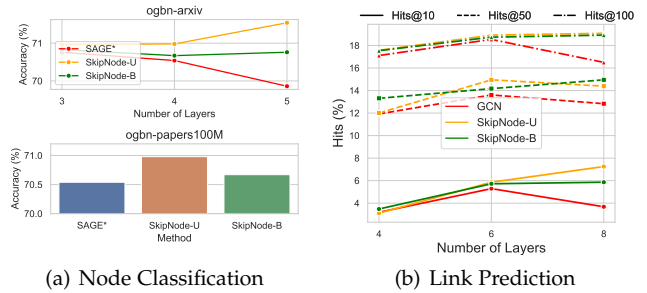 ogbn-arxiv
Accuracy (%)
71
70
SAGE*
SkipNode-U
SkipNode-B
3
4
5
Number of Layers
ogbn-papers100M
Accuracy (%)
71.0
70.5
70.0
SAGE*
SkipNode-U
SkipNode-B
Method
(a) Node Classification
Hits@10
Hits@50
Hits@100
Hits (%)
18
16
14
12
10
8
6
4
GCN
SkipNode-U
SkipNode-B
4
6
8
Number of Layers
(b) Link Prediction